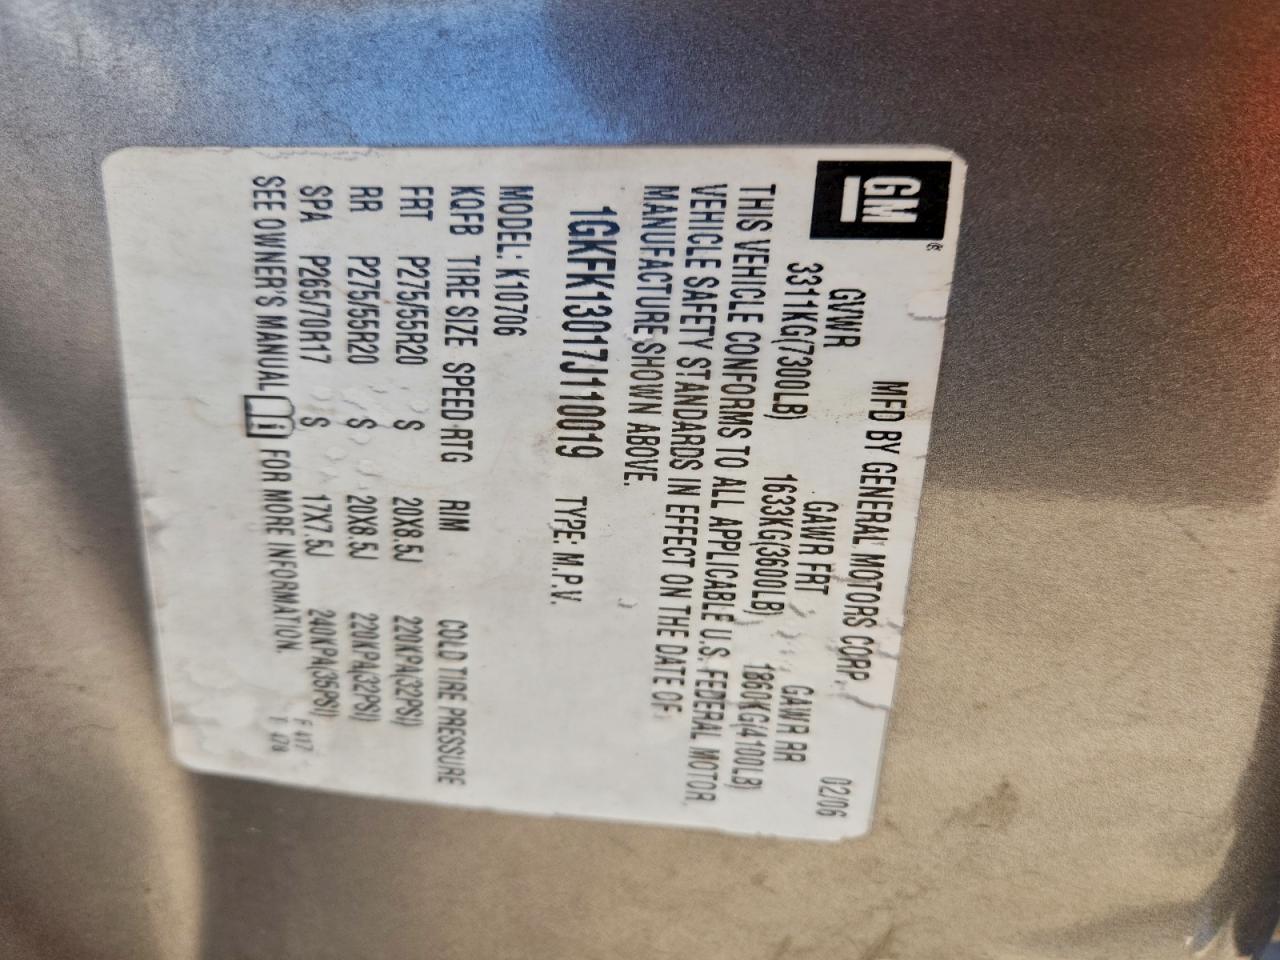 GM®
MFD BY GENERAL MOTORS CORP
02/06
GVWR GAWR FRT GAWR RR
3311KG(7300LB) 1633KG(3600LB) 1860KG(4100LB)
THIS VEHICLE CONFORMS TO ALL APPLICABLE U.S. FEDERAL MOTOR
VEHICLE SAFETY STANDARDS IN EFFECT ON THE DATE OF
MANUFACTURE SHOWN ABOVE.
1GKFK13017J110019 TYPE: M.P.V.
MODEL: K10706
KQFB TIRE SIZE SPEED RTG RIM COLD TIRE PRESSURE
FRT P275/55R20 S 20X8.5J 220KPA(32PSI)
RR P275/55R20 S 20X8.5J 220KPA(32PSI)
SPA P265/70R17 S 17X7.5J 240KPA(35PSI)
SEE OWNER'S MANUAL FOR MORE INFORMATION.